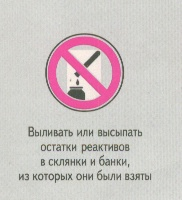 Выливать или высыпать
остатки реактивов
в склянки и банки,
из которых они были взяты